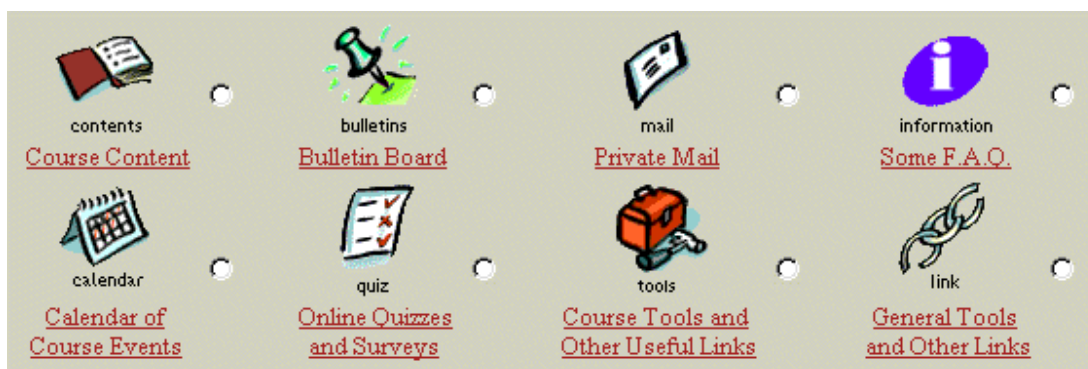 contents
bulletins
mail
information
Course Content
Bulletin Board
Private Mail
Some F.A.Q.
calendar
quiz
tools
link
Calendar of
Course Events
Online Quizzes
and Surveys
Course Tools and
Other Useful Links
General Tools
and Other Links